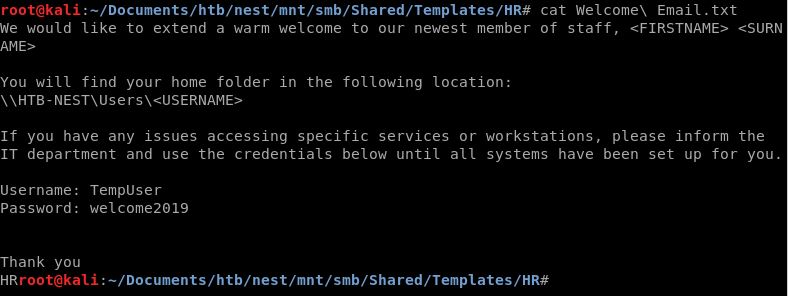 root@kali:~/Documents/htb/nest/mnt/smb/Shared/Templates/HR# cat Welcome\ Email.txt
We would like to extend a warm welcome to our newest member of staff, <FIRSTNAME> <SURN
AME>
You will find your home folder in the following location:
\\HTB-NEST\Users\<USERNAME>
If you have any issues accessing specific services or workstations, please inform the
IT department and use the credentials below until all systems have been set up for you.
Username: TempUser
Password: welcome2019
Thank you
HRroot@kali:~/Documents/htb/nest/mnt/smb/Shared/Templates/HR#